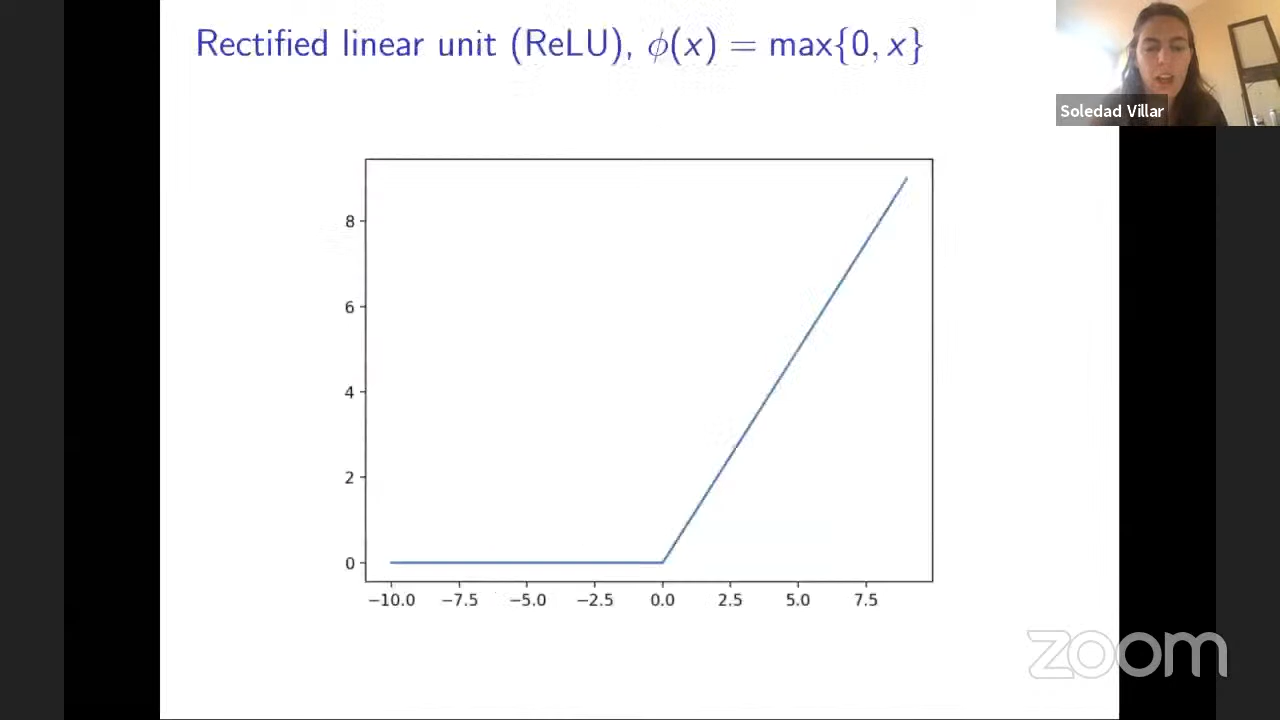 Rectified linear unit (ReLU), ϕ(x) = max{0, x}
Soledad Villar
8
6
4
2
0
−10.0 −7.5 −5.0 −2.5 0.0 2.5 5.0 7.5
zoom